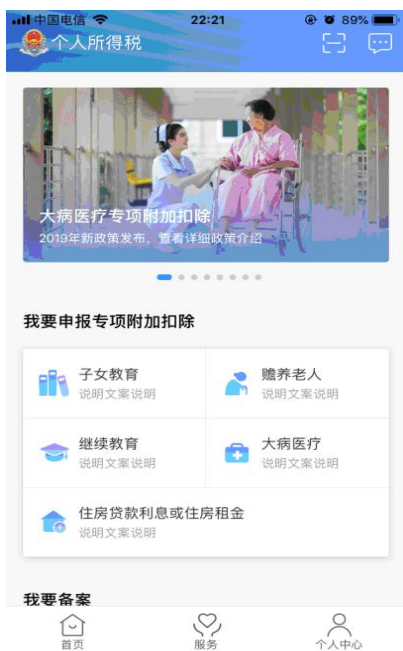 中国电信 22:21 89%
个人所得税
大病医疗专项附加扣除
2019年新政策发布，查看详细政策介绍
我要申报专项附加扣除
子女教育 赡养老人
说明文案说明 说明文案说明
继续教育 大病医疗
说明文案说明 说明文案说明
住房贷款利息或住房租金
说明文案说明
我要备案
首页 服务 个人中心